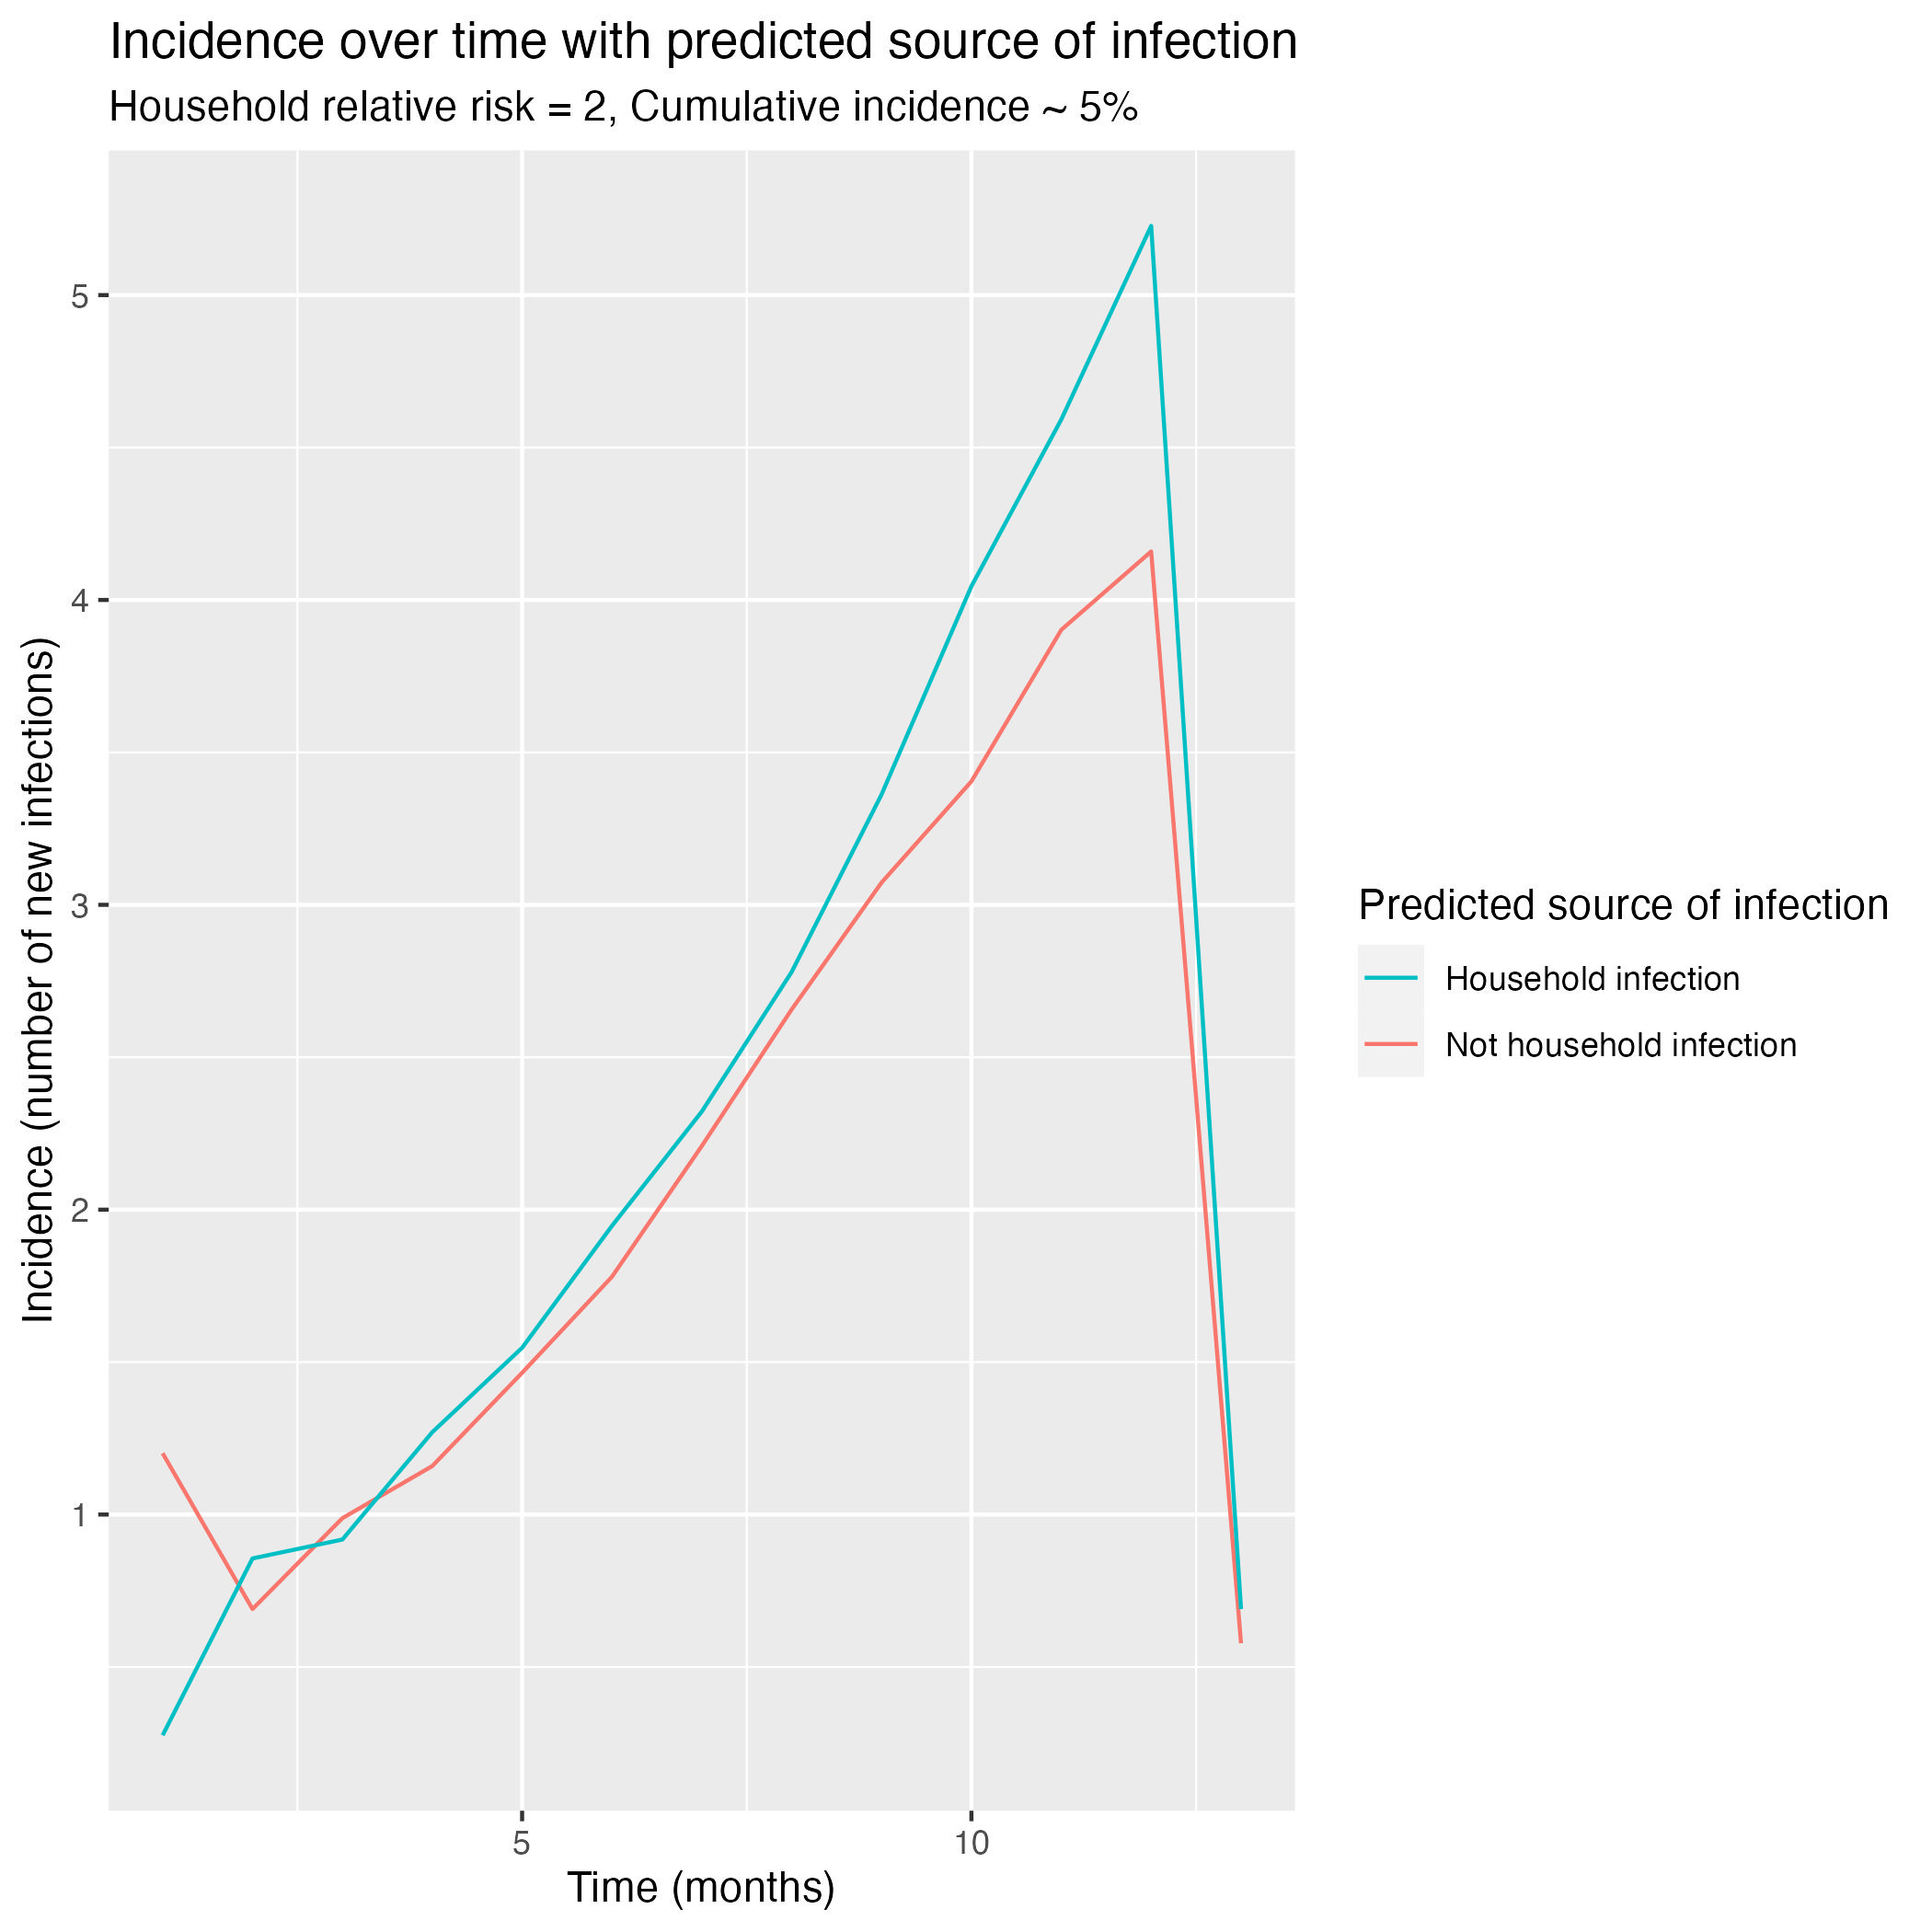 Incidence over time with predicted source of infection
Household relative risk = 2, Cumulative incidence ~ 5%
Incidence (number of new infections)
5
4
3
2
1
5
10
Time (months)
Predicted source of infection
Household infection
Not household infection